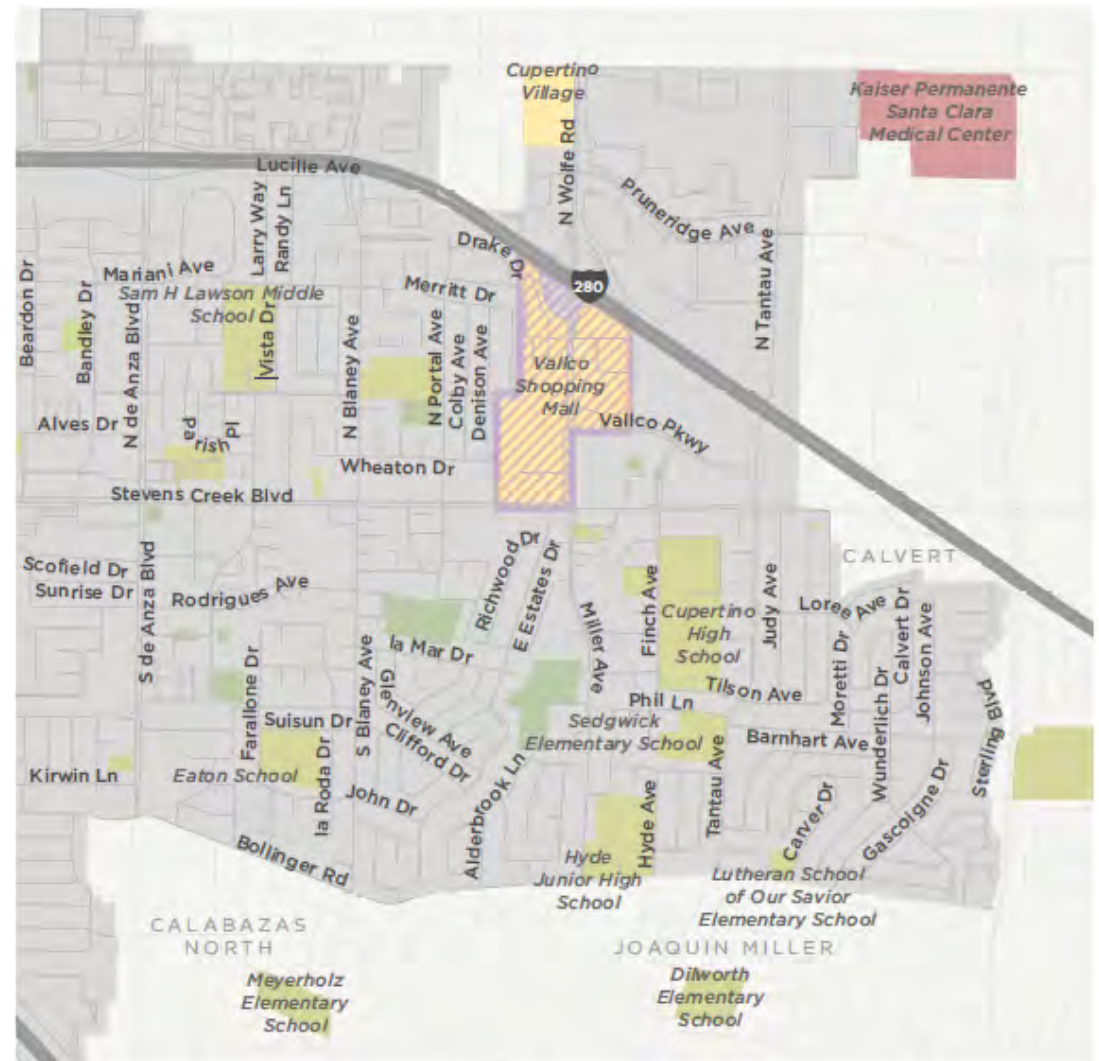 Cupertino
Village
Kaiser Permanente
Santa Clara
Medical Center
Lucille Ave
N Wolfe Rd
Pruneridge Ave
Larry Way
Randy Ln
Drake Dr
N Tantau Ave
Mariani Ave
Beardon Dr
Bandley Dr
N de Anza Blvd
Sam H Lawson Middle
School
Vista Dr
Merritt Dr
280
N Blaney Ave
N Portal Ave
Colby Ave
Denison Ave
Vallco
Shopping
Mall
Vallco Pkwy
Alves Dr
Parish Pl
Wheaton Dr
Stevens Creek Blvd
Scofield Dr
Sunrise Dr
S de Anza Blvd
Rodrigues Ave
Richwood Dr
E Estates Dr
CALVERT
Millet Ave
Finch Ave
Cupertino
High
School
Judy Ave
Loree Ave
Calvert Dr
Johnson Ave
Moretti Dr
Wunderlich Dr
la Mar Dr
Farallone Dr
S Blaney Ave
Glenview Ave
Clifford Dr
Suisun Dr
Phil Ln
Tilson Ave
Sedgwick
Elementary School
Barnhart Ave
Sterling Blvd
Kirwin Ln
Eaton School
la Roda Dr
John Dr
Alderbrook Ln
Hyde Ave
Tantau Ave
Carver Dr
Gascoigne Dr
Bollinger Rd
Hyde
Junior High
School
Lutheran School
of Our Savior
Elementary School
CALABAZAS
NORTH
JOAQUIN MILLER
Meyerholz
Elementary
School
Dilworth
Elementary
School